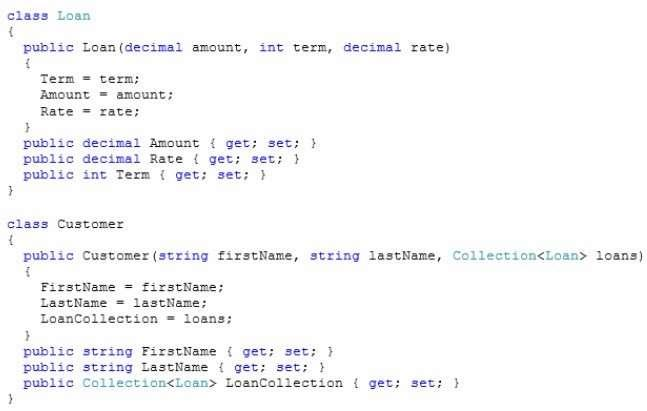 class Loan
{
  public Loan(decimal amount, int term, decimal rate)
  {
    Term = term;
    Amount = amount;
    Rate = rate;
  }
  public decimal Amount { get; set; }
  public decimal Rate { get; set; }
  public int Term { get; set; }
}

class Customer
{
  public Customer(string firstName, string lastName, Collection<Loan> loans)
  {
    FirstName = firstName;
    LastName = lastName;
    LoanCollection = loans;
  }
  public string FirstName { get; set; }
  public string LastName { get; set; }
  public Collection<Loan> LoanCollection { get; set; }
}